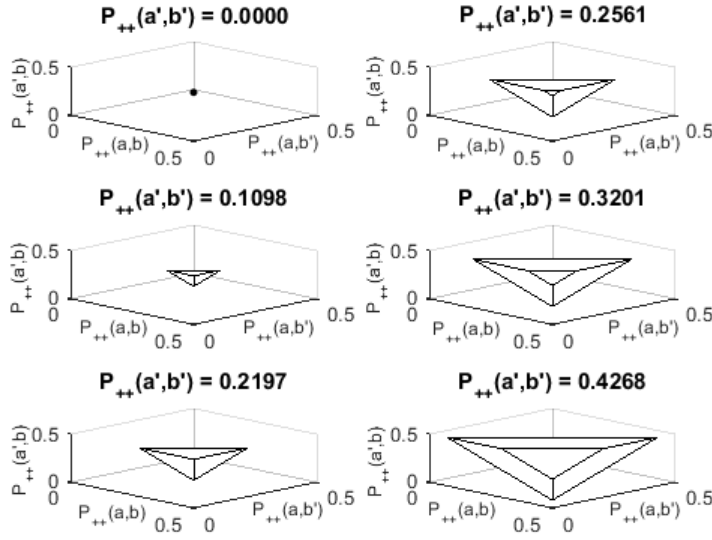 P++(a',b') = 0.0000
0.5
0
0
P++(a',b)
P++(a,b)
0.5
0
P++(a,b')
0.5
P++(a',b') = 0.2561
0.5
0
0
P++(a',b)
P++(a,b)
0.5
0
P++(a,b')
0.5
P++(a',b') = 0.1098
0.5
0
0
P++(a',b)
P++(a,b)
0.5
0
P++(a,b')
0.5
P++(a',b') = 0.3201
0.5
0
0
P++(a',b)
P++(a,b)
0.5
0
P++(a,b')
0.5
P++(a',b') = 0.2197
0.5
0
0
P++(a',b)
P++(a,b)
0.5
0
P++(a,b')
0.5
P++(a',b') = 0.4268
0.5
0
0
P++(a',b)
P++(a,b)
0.5
0
P++(a,b')
0.5